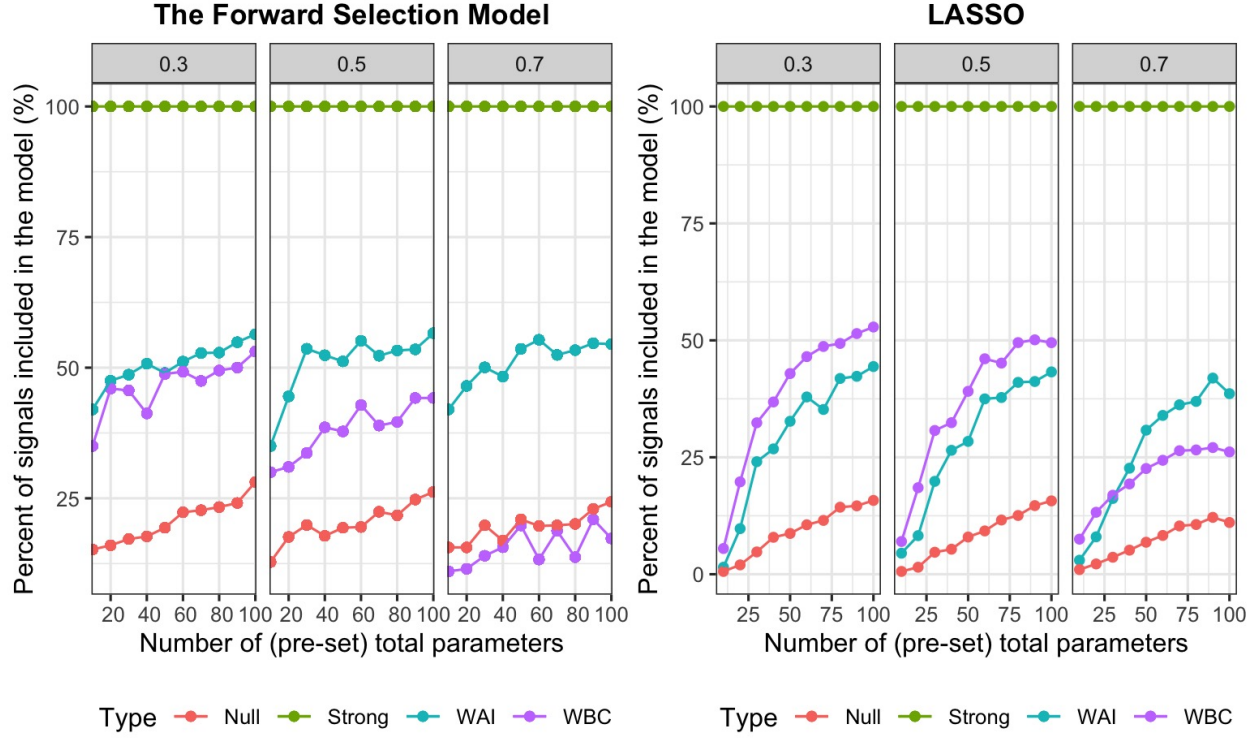 The Forward Selection Model
0.3 0.5 0.7
Percent of signals included in the model (%)
100
75
50
25
20 40 60 80 100 20 40 60 80 100 20 40 60 80 100
Number of (pre-set) total parameters
Type Null Strong WAI WBC
LASSO
0.3 0.5 0.7
Percent of signals included in the model (%)
100
75
50
25
0
25 50 75 100 25 50 75 100 25 50 75 100
Number of (pre-set) total parameters
Type Null Strong WAI WBC